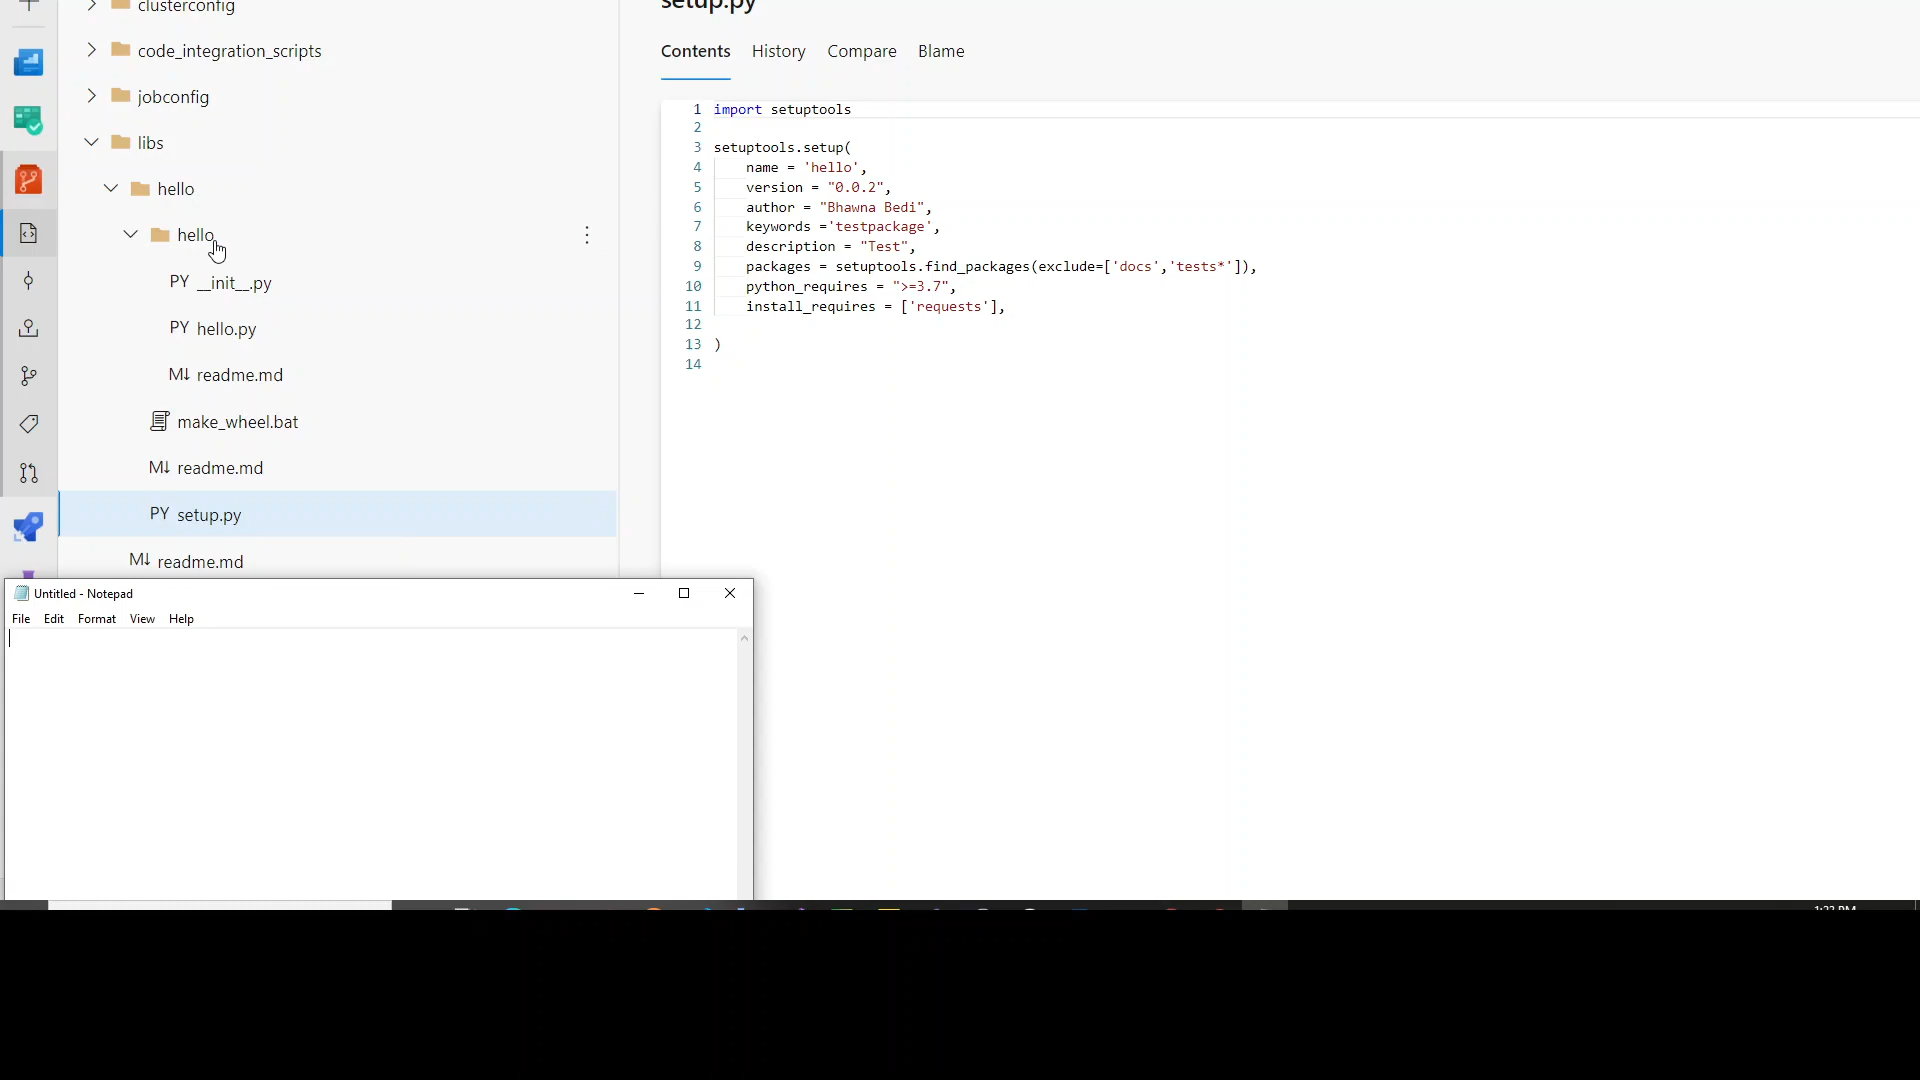 clusterconfig
code_integration_scripts
jobconfig
libs
hello
hello
PY __init__.py
PY hello.py
M↓ readme.md
make_wheel.bat
M↓ readme.md
PY setup.py
M↓ readme.md
setup.py
Contents History Compare Blame
1 import setuptools
2
3 setuptools.setup(
4 name = 'hello',
5 version = "0.0.2",
6 author = "Bhawna Bedi",
7 keywords ='testpackage',
8 description = "Test",
9 packages = setuptools.find_packages(exclude=['docs','tests*']),
10 python_requires = ">=3.7",
11 install_requires = ['requests'],
12
13 )
14
Untitled - Notepad
File Edit Format View Help